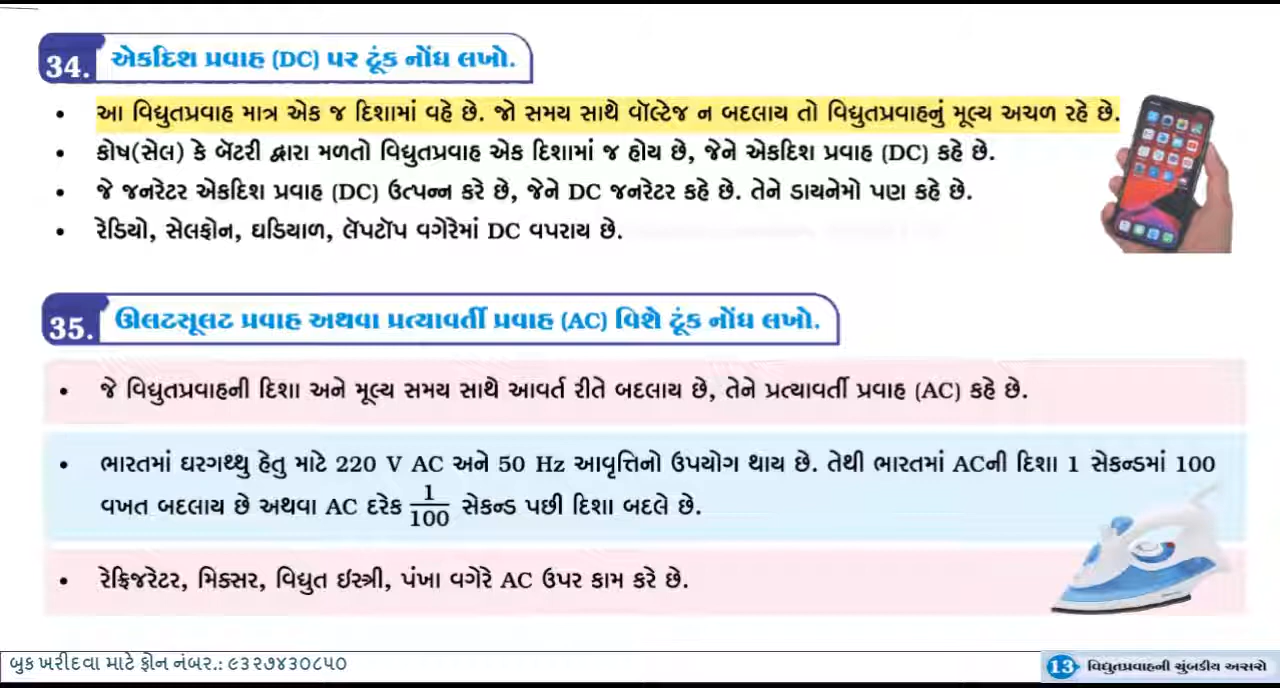 34. એકદિશ પ્રવાહ (DC) પર ટૂંક નોંધ લખો.
• આ વિદ્યુતપ્રવાહ માત્ર એક જ દિશામાં વહે છે. જો સમય સાથે વૉલ્ટેજ ન બદલાય તો વિદ્યુતપ્રવાહનું મૂલ્ય અચળ રહે છે.
• કોષ(સેલ) કે બૅટરી દ્વારા મળતો વિદ્યુતપ્રવાહ એક દિશામાં જ હોય છે, જેને એકદિશ પ્રવાહ (DC) કહે છે.
• જે જનરેટર એકદિશ પ્રવાહ (DC) ઉત્પન્ન કરે છે, જેને DC જનરેટર કહે છે. તેને ડાયનેમો પણ કહે છે.
• રેડિયો, સેલફોન, ઘડિયાળ, લૅપટૉપ વગેરેમાં DC વપરાય છે.
35. ઊલટસૂલટ પ્રવાહ અથવા પ્રત્યાવર્તી પ્રવાહ (AC) વિશે ટૂંક નોંધ લખો.
• જે વિદ્યુતપ્રવાહની દિશા અને મૂલ્ય સમય સાથે આવર્ત રીતે બદલાય છે, તેને પ્રત્યાવર્તી પ્રવાહ (AC) કહે છે.
• ભારતમાં ઘરગથ્થુ હેતુ માટે 220 V AC અને 50 Hz આવૃત્તિનો ઉપયોગ થાય છે. તેથી ભારતમાં ACની દિશા 1 સેકન્ડમાં 100
વખત બદલાય છે અથવા AC દરેક 1/100 સેકન્ડ પછી દિશા બદલે છે.
• રેફ્રિજરેટર, મિક્સર, વિદ્યુત ઇસ્ત્રી, પંખા વગેરે AC ઉપર કામ કરે છે.
બુક ખરીદવા માટે ફોન નંબર.: ૯૩૨૭૪૩૦૮૫૦
13 વિદ્યુતપ્રવાહની ચુંબકીય અસરો